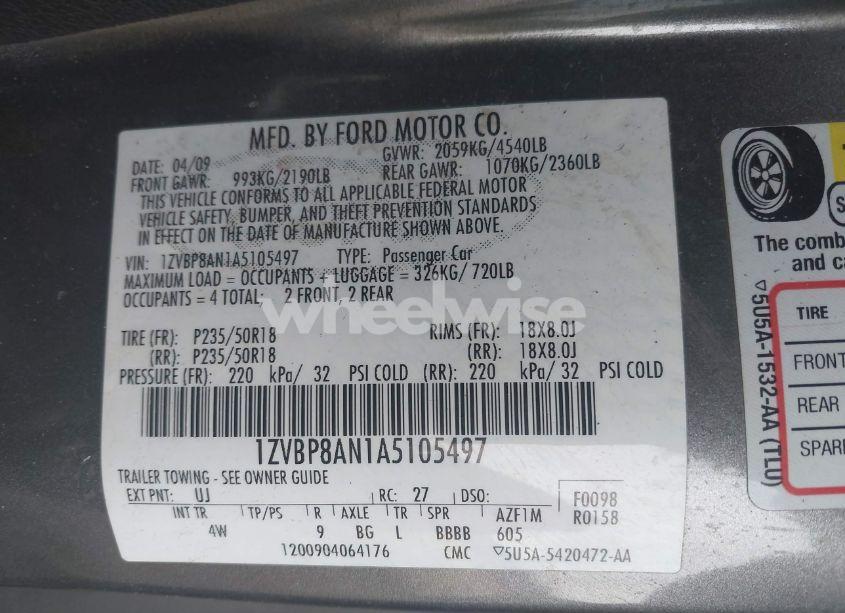 MFD. BY FORD MOTOR CO.
DATE: 04/09 GVWR: 2059KG/4540LB
FRONT GAWR: 993KG/2190LB REAR GAWR: 1070KG/2360LB
THIS VEHICLE CONFORMS TO ALL APPLICABLE FEDERAL MOTOR
VEHICLE SAFETY, BUMPER, AND THEFT PREVENTION STANDARDS
IN EFFECT ON THE DATE OF MANUFACTURE SHOWN ABOVE.
VIN: 1ZVBP8AN1A5105497 TYPE: Passenger Car
MAXIMUM LOAD = OCCUPANTS + LUGGAGE = 326KG/ 720LB
OCCUPANTS = 4 TOTAL; 2 FRONT, 2 REAR
wheelwise
TIRE (FR): P235/50R18 RIMS (FR): 18X8.0J
(RR): P235/50R18 (RR): 18X8.0J
PRESSURE (FR): 220 kPa/ 32 PSI COLD (RR): 220 kPa/ 32 PSI COLD
1ZVBP8AN1A5105497
TRAILER TOWING - SEE OWNER GUIDE
EXT PNT: UJ RC: 27 DSO: F0098
INT TR TP/PS R AXLE TR SPR AZF1M R0158
4W 9 BG L BBBB 605
1200904064176 CMC ▽5U5A-5420472-AA
The comb
and ca
▽5U5A-1532-AA (TLU)
TIRE
FRONT
REAR
SPARE